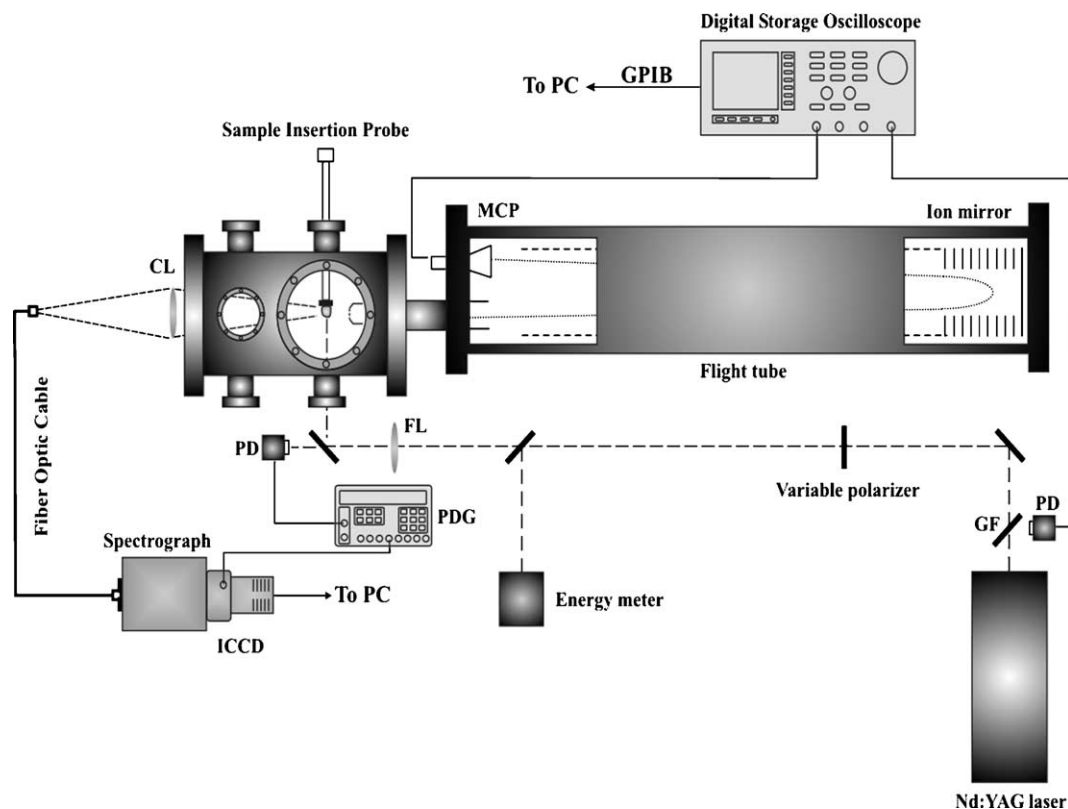 Digital Storage Oscilloscope
To PC
GPIB
Sample Insertion Probe
MCP
Ion mirror
CL
Flight tube
Fiber Optic Cable
PD
FL
Variable polarizer
PD
GF
PDG
Spectrograph
To PC
Energy meter
ICCD
Nd:YAG laser